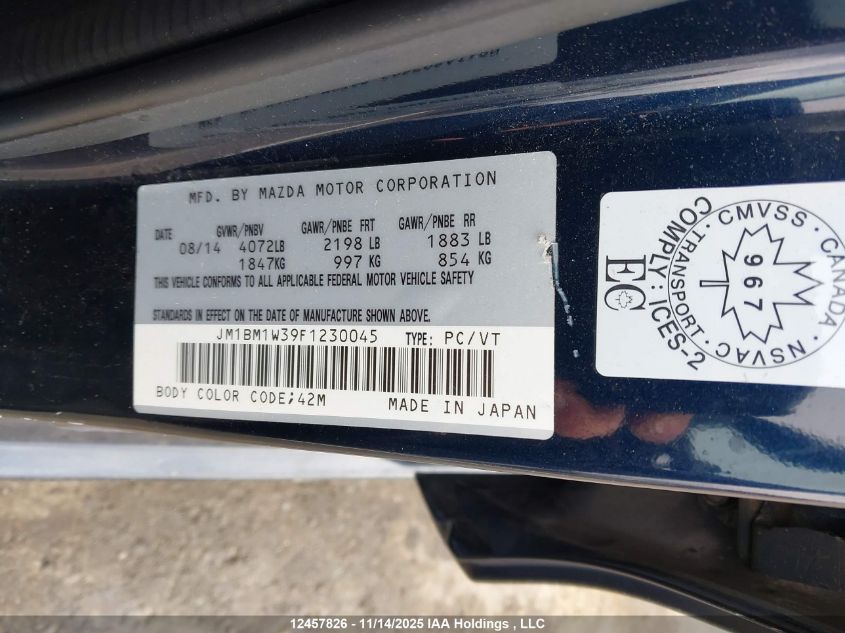 MFD. BY MAZDA MOTOR CORPORATION
DATE GVWR/PNBV GAWR/PNBE FRT GAWR/PNBE RR
08/14 4072LB 2198 LB 1883 LB
1847KG 997 KG 854 KG
THIS VEHICLE CONFORMS TO ALL APPLICABLE FEDERAL MOTOR VEHICLE SAFETY
STANDARDS IN EFFECT ON THE DATE OF MANUFACTURE SHOWN ABOVE.
JM1BM1W39F1230045 TYPE: PC/VT
BODY COLOR CODE;42M MADE IN JAPAN
COMPLY: ICES-2
EC
CMVSS · CANADA · NSVAC · TRANSPORT ·
967
12457826 - 11/14/2025 IAA Holdings , LLC